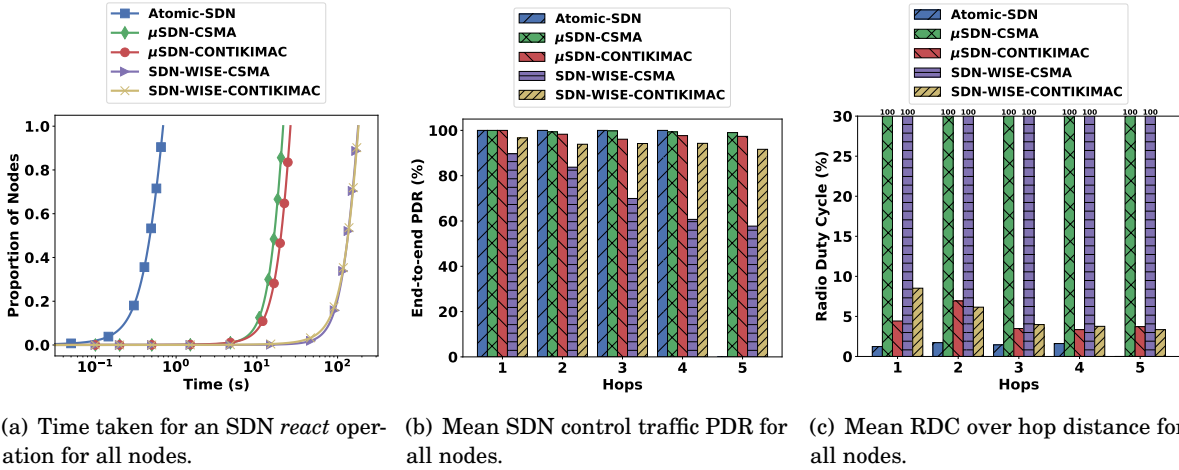 Atomic-SDN
μSDN-CSMA
μSDN-CONTIKIMAC
SDN-WISE-CSMA
SDN-WISE-CONTIKIMAC
1.0
0.8
0.6
0.4
0.2
0.0
Proportion of Nodes
10⁻¹ 10⁰ 10¹ 10²
Time (s)
(a) Time taken for an SDN react oper-
ation for all nodes.
Atomic-SDN
μSDN-CSMA
μSDN-CONTIKIMAC
SDN-WISE-CSMA
SDN-WISE-CONTIKIMAC
100
80
60
40
20
0
End-to-end PDR (%)
1 2 3 4 5
Hops
(b) Mean SDN control traffic PDR for
all nodes.
Atomic-SDN
μSDN-CSMA
μSDN-CONTIKIMAC
SDN-WISE-CSMA
SDN-WISE-CONTIKIMAC
100 100 100 100 100 100 100 100 100 100
30
25
20
15
10
5
0
Radio Duty Cycle (%)
1 2 3 4 5
Hops
(c) Mean RDC over hop distance for
all nodes.